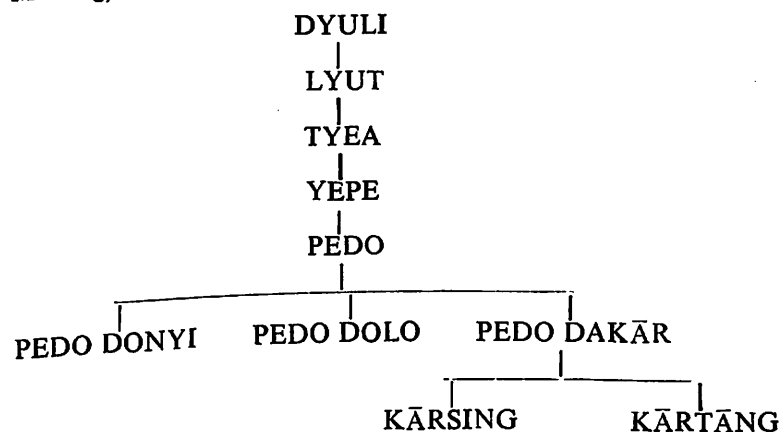 DYULI
LYUT
TYEA
YEPE
PEDO
PEDO DONYI PEDO DOLO PEDO DAKĀR
KĀRSING KĀRTĀNG